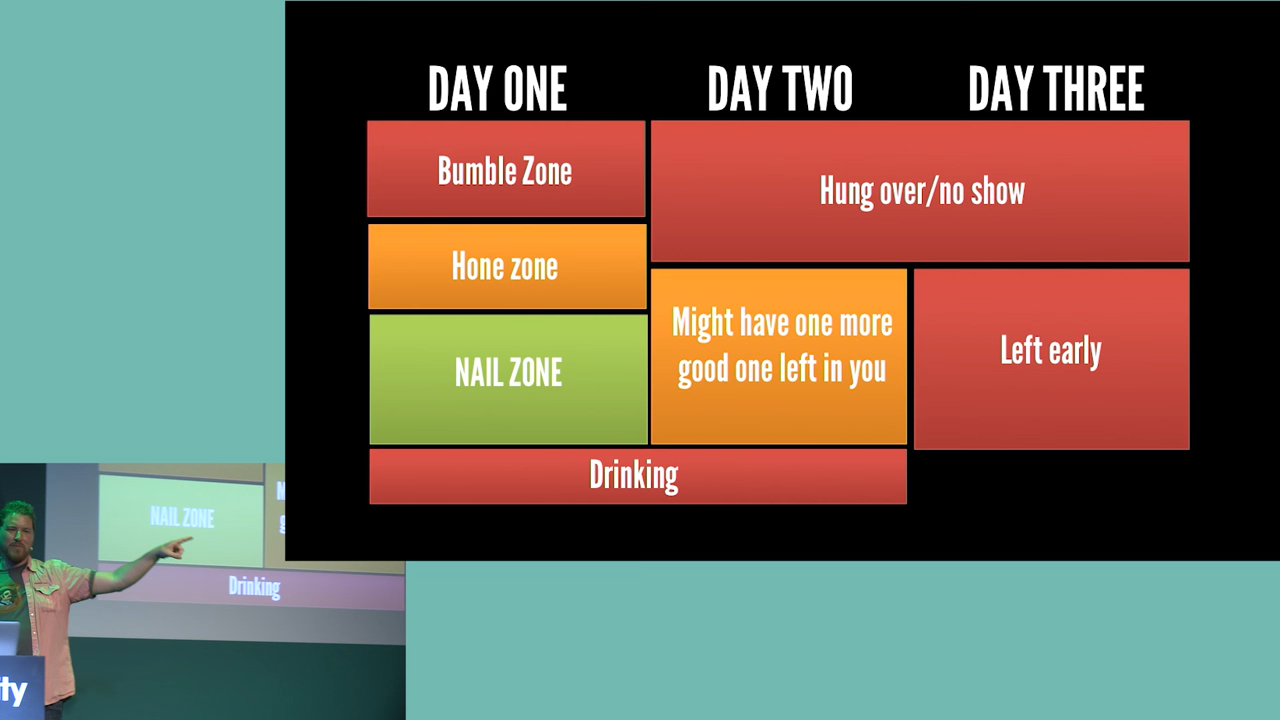 DAY ONE
DAY TWO
DAY THREE
Bumble Zone
Hung over/no show
Hone zone
Might have one more
good one left in you
NAIL ZONE
Left early
Drinking
NAIL ZONE
Drinking
ty